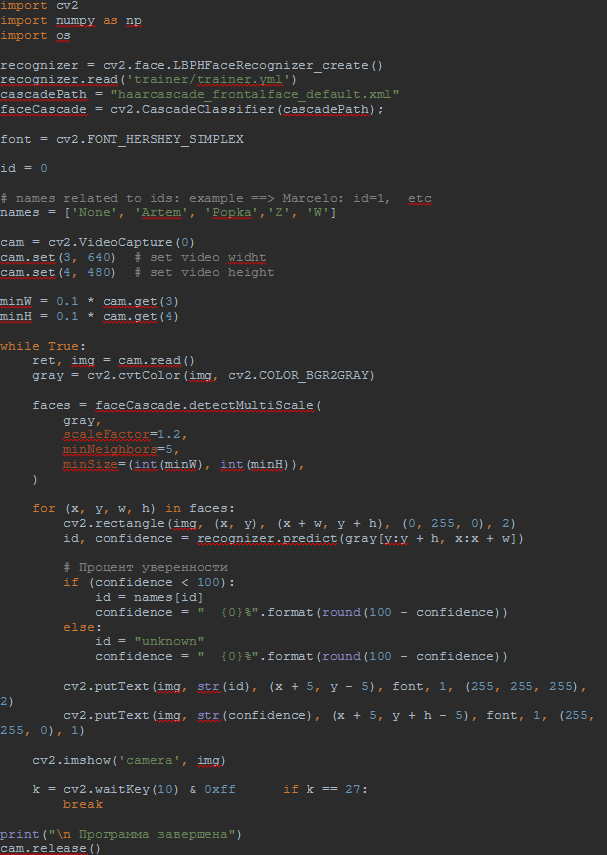 import cv2
import numpy as np
import os

recognizer = cv2.face.LBPHFaceRecognizer_create()
recognizer.read('trainer/trainer.yml')
cascadePath = "haarcascade_frontalface_default.xml"
faceCascade = cv2.CascadeClassifier(cascadePath);

font = cv2.FONT_HERSHEY_SIMPLEX

id = 0

# names related to ids: example ==> Marcelo: id=1,  etc
names = ['None', 'Artem', 'Popka','Z', 'W']

cam = cv2.VideoCapture(0)
cam.set(3, 640)  # set video widht
cam.set(4, 480)  # set video height

minW = 0.1 * cam.get(3)
minH = 0.1 * cam.get(4)

while True:
    ret, img = cam.read()
    gray = cv2.cvtColor(img, cv2.COLOR_BGR2GRAY)

    faces = faceCascade.detectMultiScale(
        gray,
        scaleFactor=1.2,
        minNeighbors=5,
        minSize=(int(minW), int(minH)),
    )

    for (x, y, w, h) in faces:
        cv2.rectangle(img, (x, y), (x + w, y + h), (0, 255, 0), 2)
        id, confidence = recognizer.predict(gray[y:y + h, x:x + w])

        # Процент уверенности
        if (confidence < 100):
            id = names[id]
            confidence = "  {0}%".format(round(100 - confidence))
        else:
            id = "unknown"
            confidence = "  {0}%".format(round(100 - confidence))

        cv2.putText(img, str(id), (x + 5, y - 5), font, 1, (255, 255, 255),
2)
        cv2.putText(img, str(confidence), (x + 5, y + h - 5), font, 1, (255,
255, 0), 1)

    cv2.imshow('camera', img)

    k = cv2.waitKey(10) & 0xff      if k == 27:
        break

print("\n Программа завершена")
cam.release()